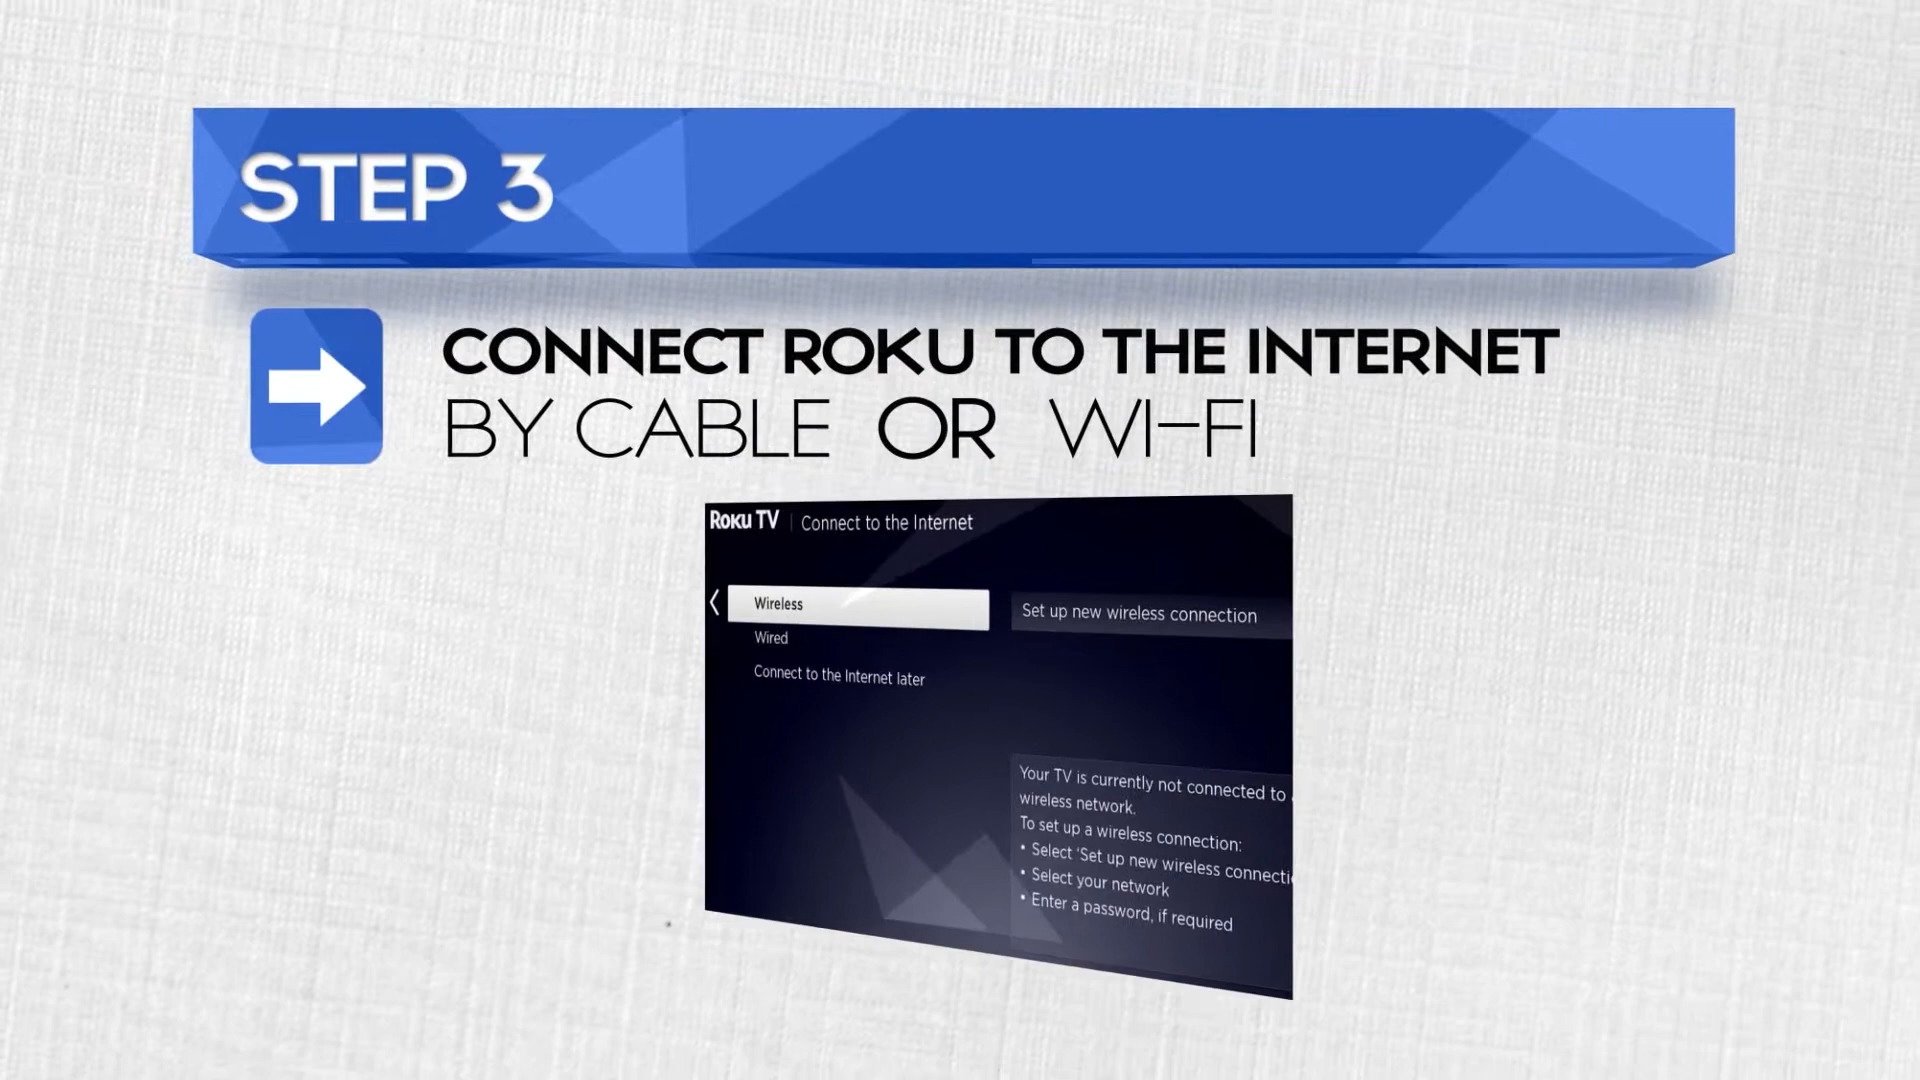 STEP 3
CONNECT ROKU TO THE INTERNET
BY CABLE OR WI-FI
Roku TV | Connect to the Internet
Wireless
Set up new wireless connection
Wired
Connect to the Internet later
Your TV is currently not connected to
wireless network.
To set up a wireless connection:
• Select 'Set up new wireless connecti
• Select your network
• Enter a password, if required